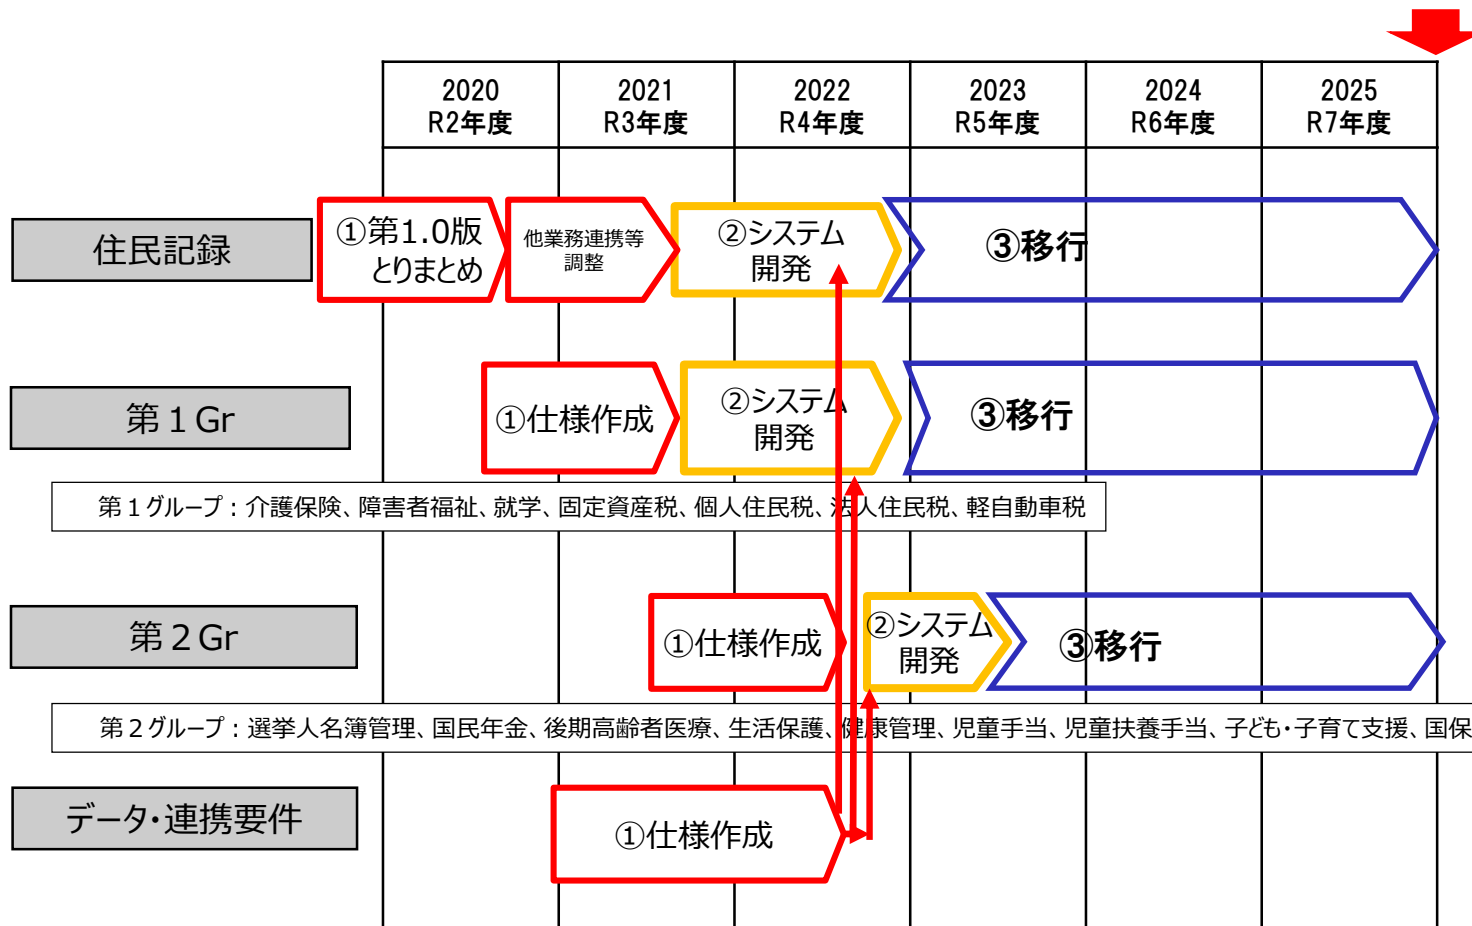 2020
R2年度
2021
R3年度
2022
R4年度
2023
R5年度
2024
R6年度
2025
R7年度
住民記録
①第1.0版
とりまとめ
他業務連携等
調整
②システム
開発
③移行
第１Gr
①仕様作成
②システム
開発
③移行
第１グループ：介護保険、障害者福祉、就学、固定資産税、個人住民税、法人住民税、軽自動車税
第２Gr
①仕様作成
②システム
開発
③移行
第２グループ：選挙人名簿管理、国民年金、後期高齢者医療、生活保護、健康管理、児童手当、児童扶養手当、子ども・子育て支援、国保
データ・連携要件
①仕様作成